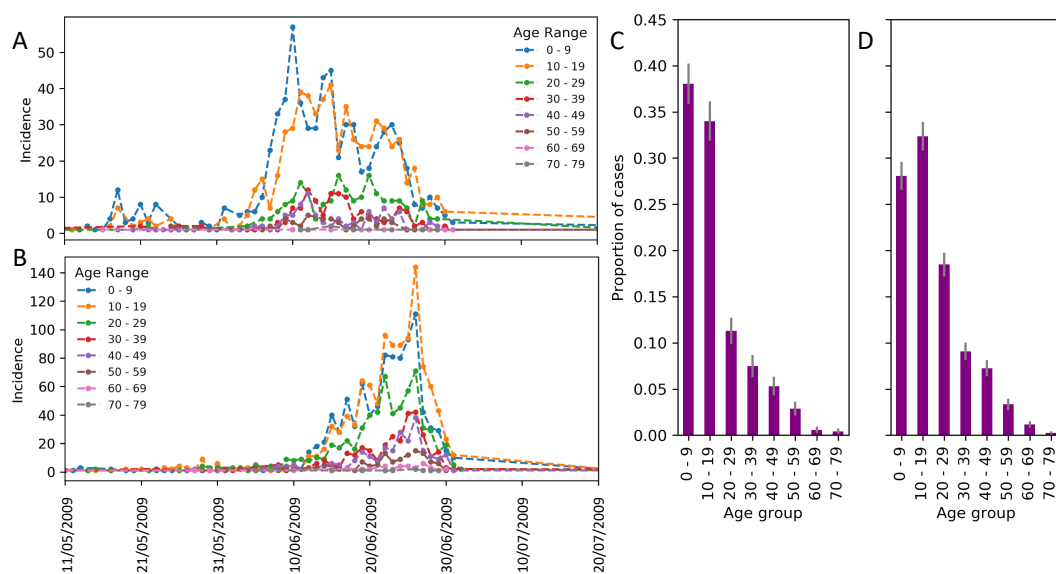 A
Age Range
0 - 9
10 - 19
20 - 29
30 - 39
40 - 49
50 - 59
60 - 69
70 - 79
Incidence
50
40
30
20
10
0
B
Age Range
0 - 9
10 - 19
20 - 29
30 - 39
40 - 49
50 - 59
60 - 69
70 - 79
Incidence
140
120
100
80
60
40
20
0
11/05/2009
21/05/2009
31/05/2009
10/06/2009
20/06/2009
30/06/2009
10/07/2009
20/07/2009
C
Proportion of cases
0.45
0.40
0.35
0.30
0.25
0.20
0.15
0.10
0.05
0.00
0 - 9
10 - 19
20 - 29
30 - 39
40 - 49
50 - 59
60 - 69
70 - 79
Age group
D
0 - 9
10 - 19
20 - 29
30 - 39
40 - 49
50 - 59
60 - 69
70 - 79
Age group